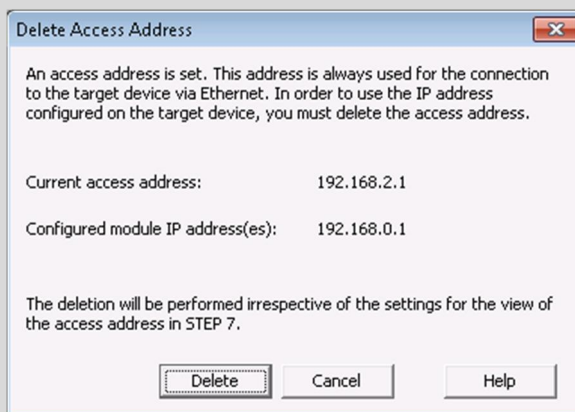 Delete Access Address
An access address is set. This address is always used for the connection
to the target device via Ethernet. In order to use the IP address
configured on the target device, you must delete the access address.
Current access address: 192.168.2.1
Configured module IP address(es): 192.168.0.1
The deletion will be performed irrespective of the settings for the view of
the access address in STEP 7.
Delete Cancel Help